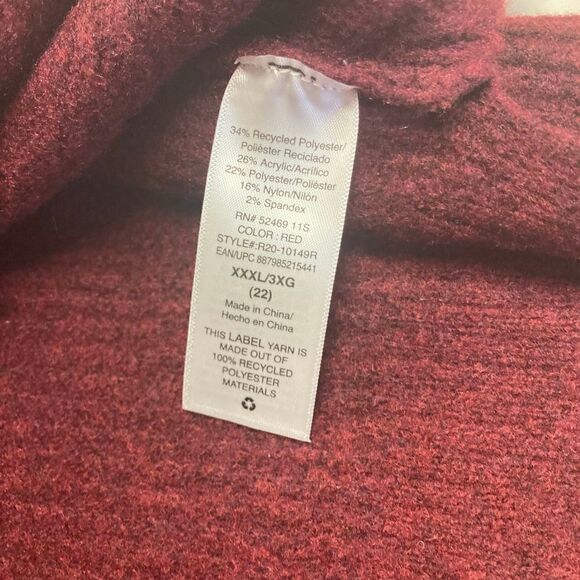 34% Recycled Polyester/
Poliéster Reciclado
26% Acrylic/Acrílico
22% Polyester/Poliéster
16% Nylon/Nilón
2% Spandex
RN# 52469 11S
COLOR : RED
STYLE#:R20-10149R
EAN/UPC 887985215441
XXXL/3XG
(22)
Made in China/
Hecho en China
THIS LABEL YARN IS
MADE OUT OF
100% RECYCLED
POLYESTER
MATERIALS